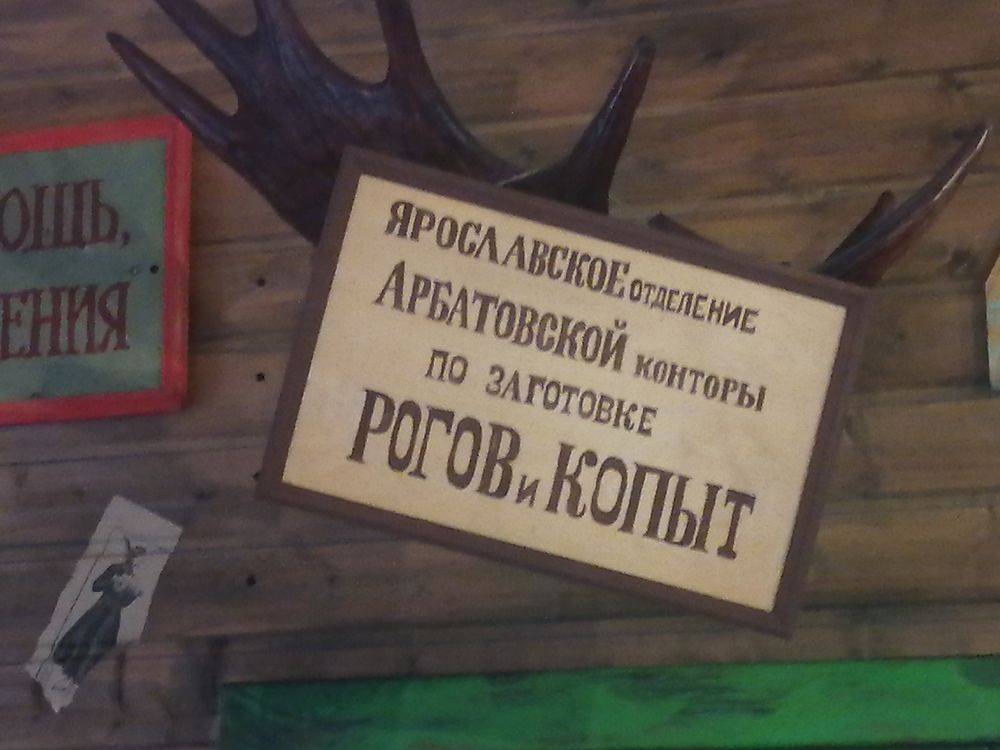 ЯРОСЛАВСКОЕ ОТДЕЛЕНИЕ
АРБАТОВСКОЙ КОНТОРЫ
ПО ЗАГОТОВКЕ
РОГОВ И КОПЫТ